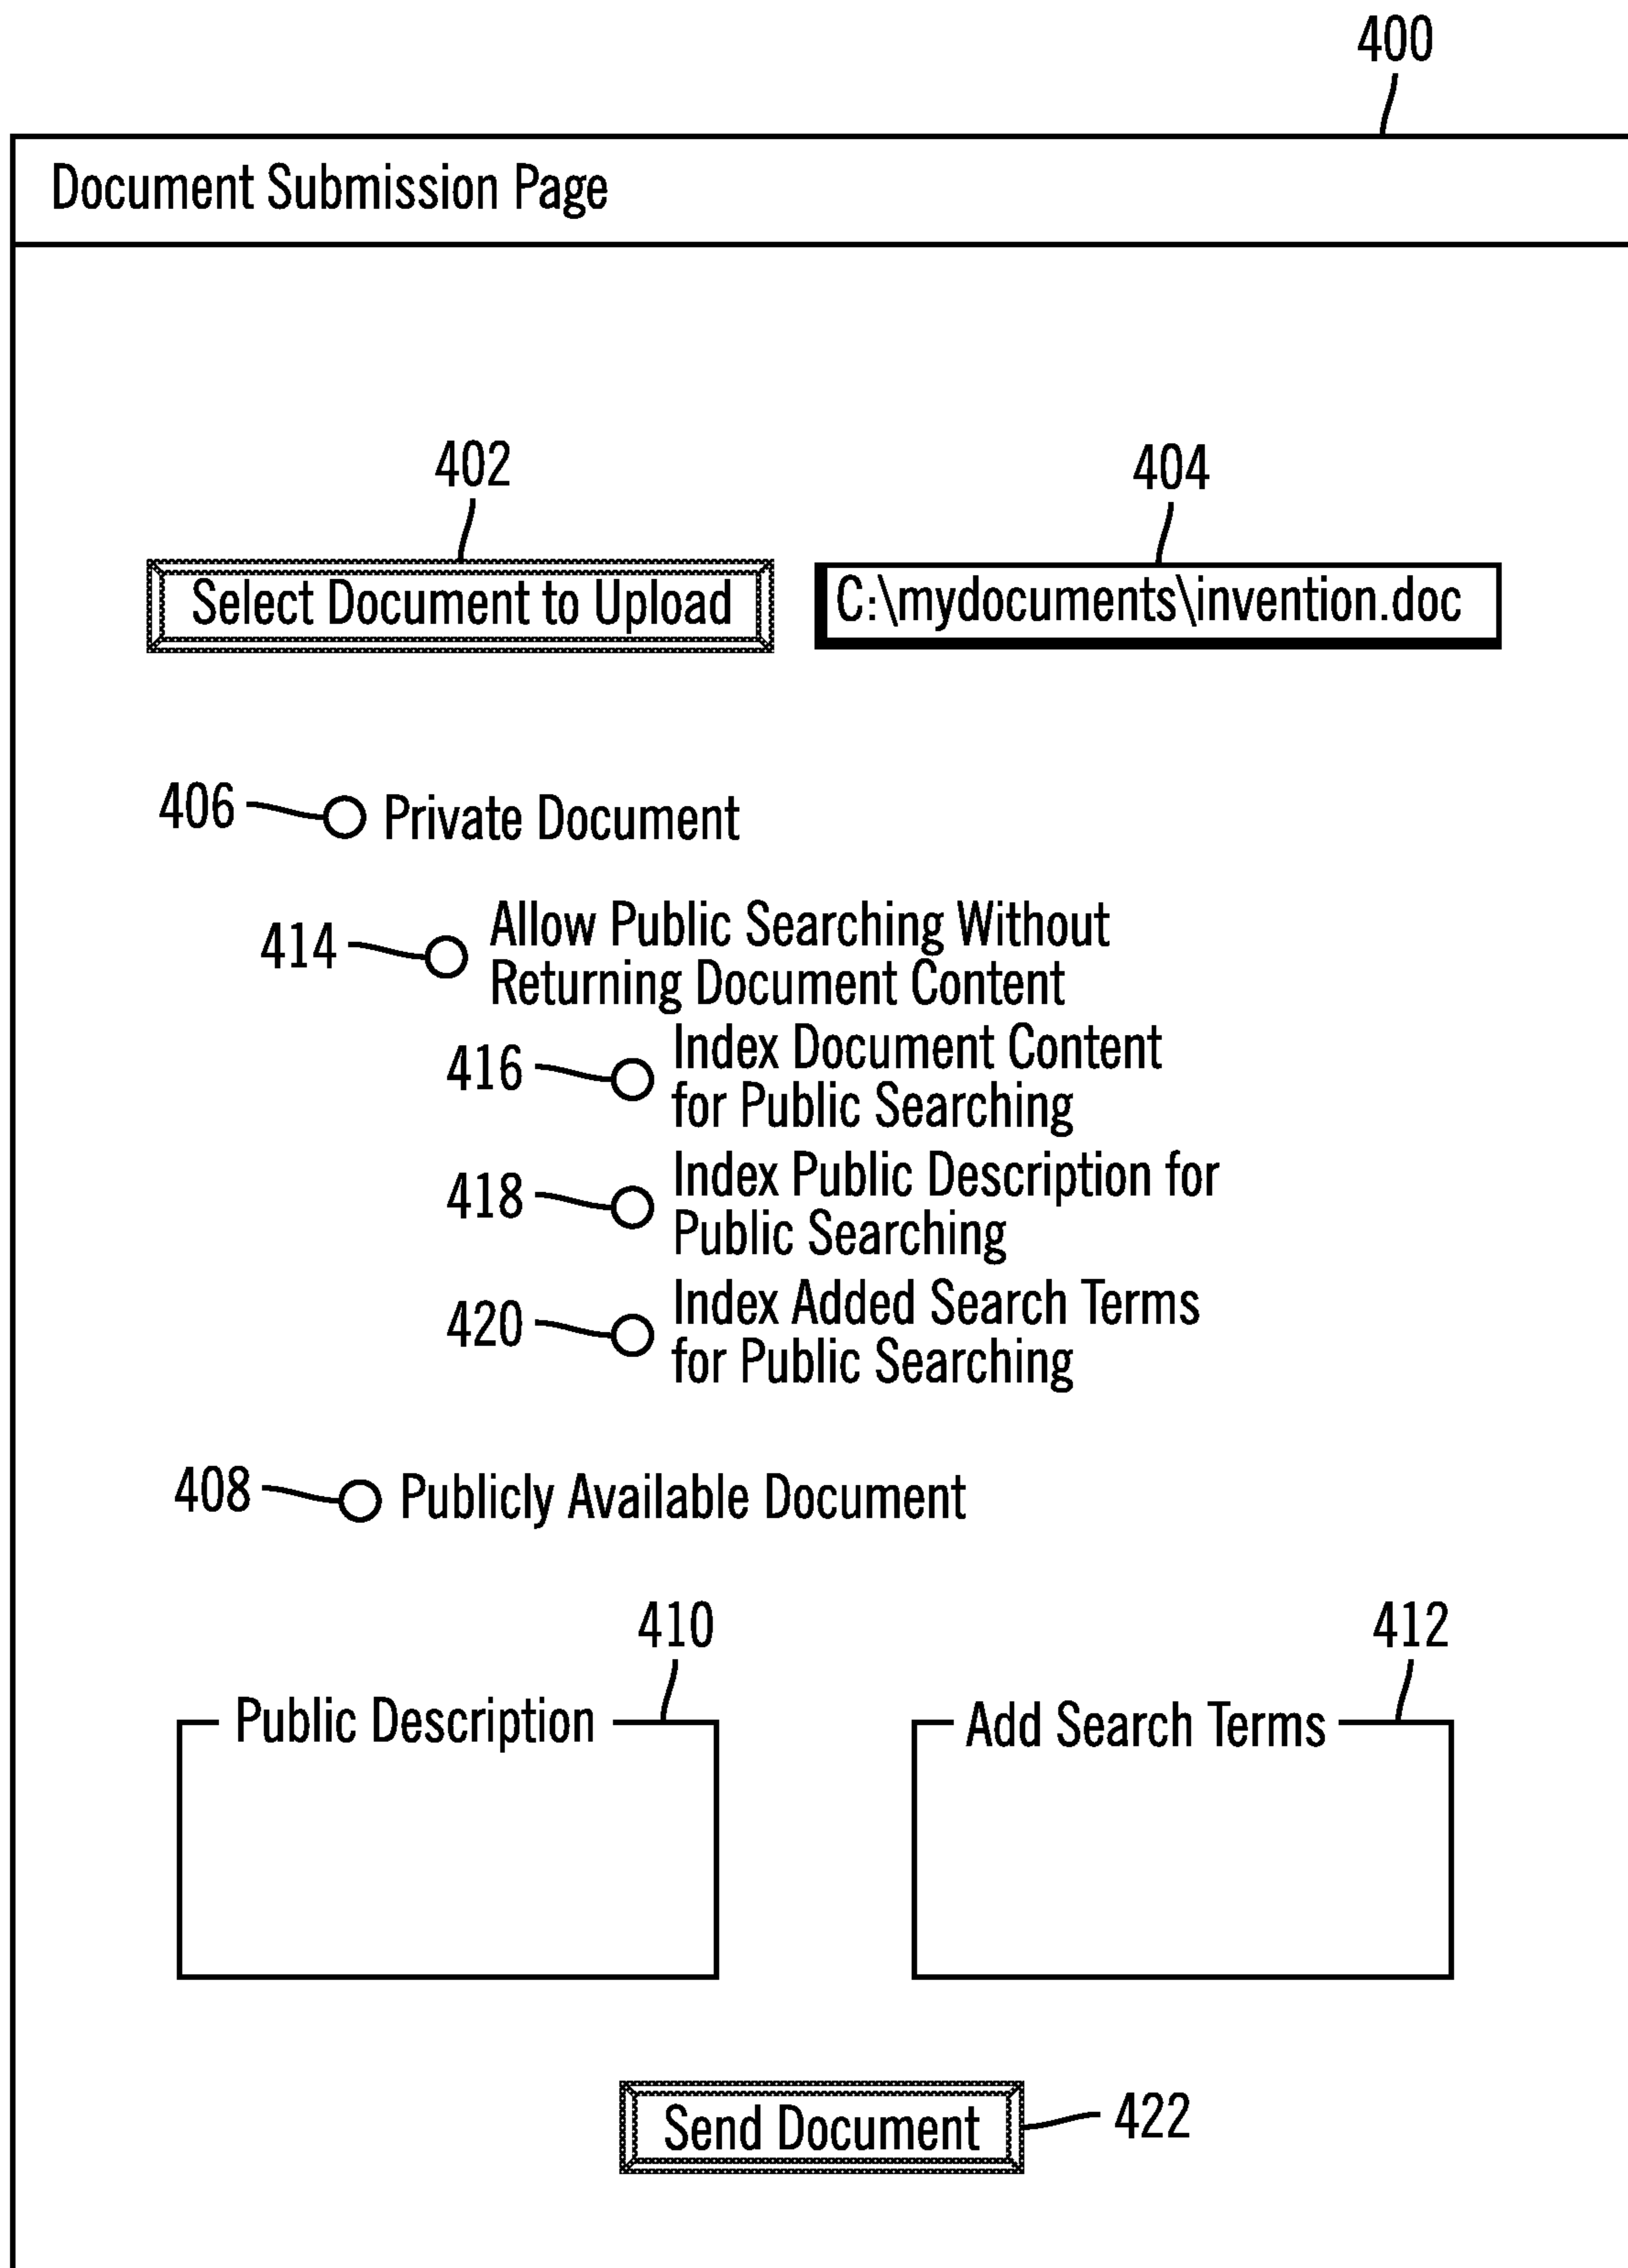 400
Document Submission Page
402
404
Select Document to Upload
C:\mydocuments\invention.doc
406
Private Document
414
Allow Public Searching Without
Returning Document Content
416
Index Document Content
for Public Searching
418
Index Public Description for
Public Searching
420
Index Added Search Terms
for Public Searching
408
Publicly Available Document
410
412
Public Description
Add Search Terms
Send Document
422